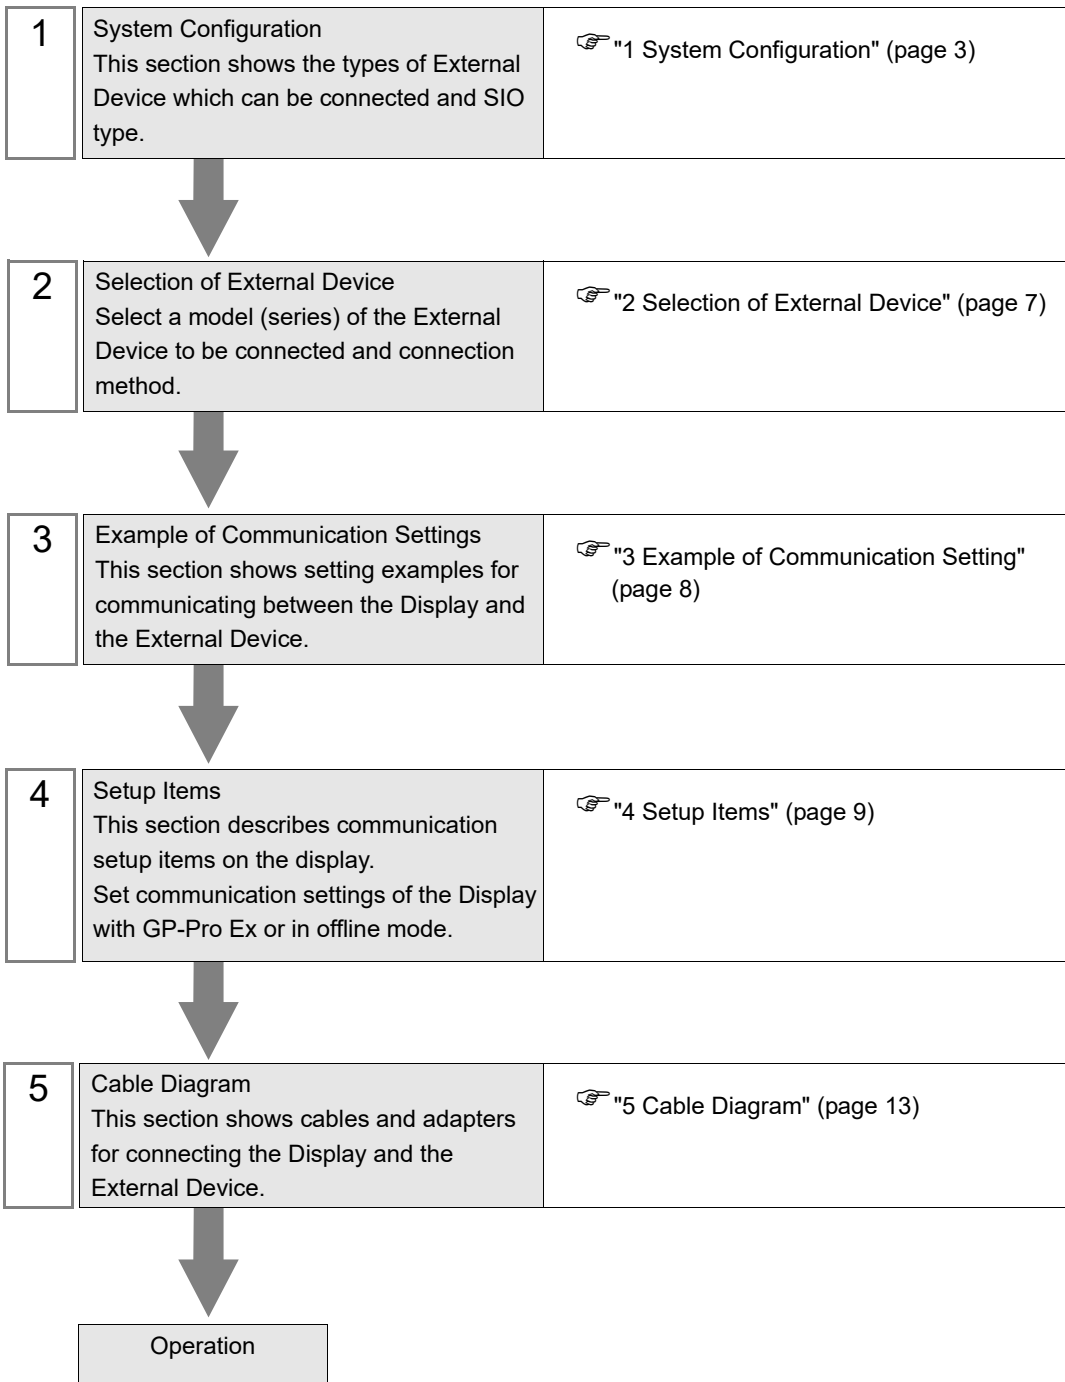 1
System Configuration
This section shows the types of External
Device which can be connected and SIO
type.
"1 System Configuration" (page 3)
2
Selection of External Device
Select a model (series) of the External
Device to be connected and connection
method.
"2 Selection of External Device" (page 7)
3
Example of Communication Settings
This section shows setting examples for
communicating between the Display and
the External Device.
"3 Example of Communication Setting"
(page 8)
4
Setup Items
This section describes communication
setup items on the display.
Set communication settings of the Display
with GP-Pro Ex or in offline mode.
"4 Setup Items" (page 9)
5
Cable Diagram
This section shows cables and adapters
for connecting the Display and the
External Device.
"5 Cable Diagram" (page 13)
Operation